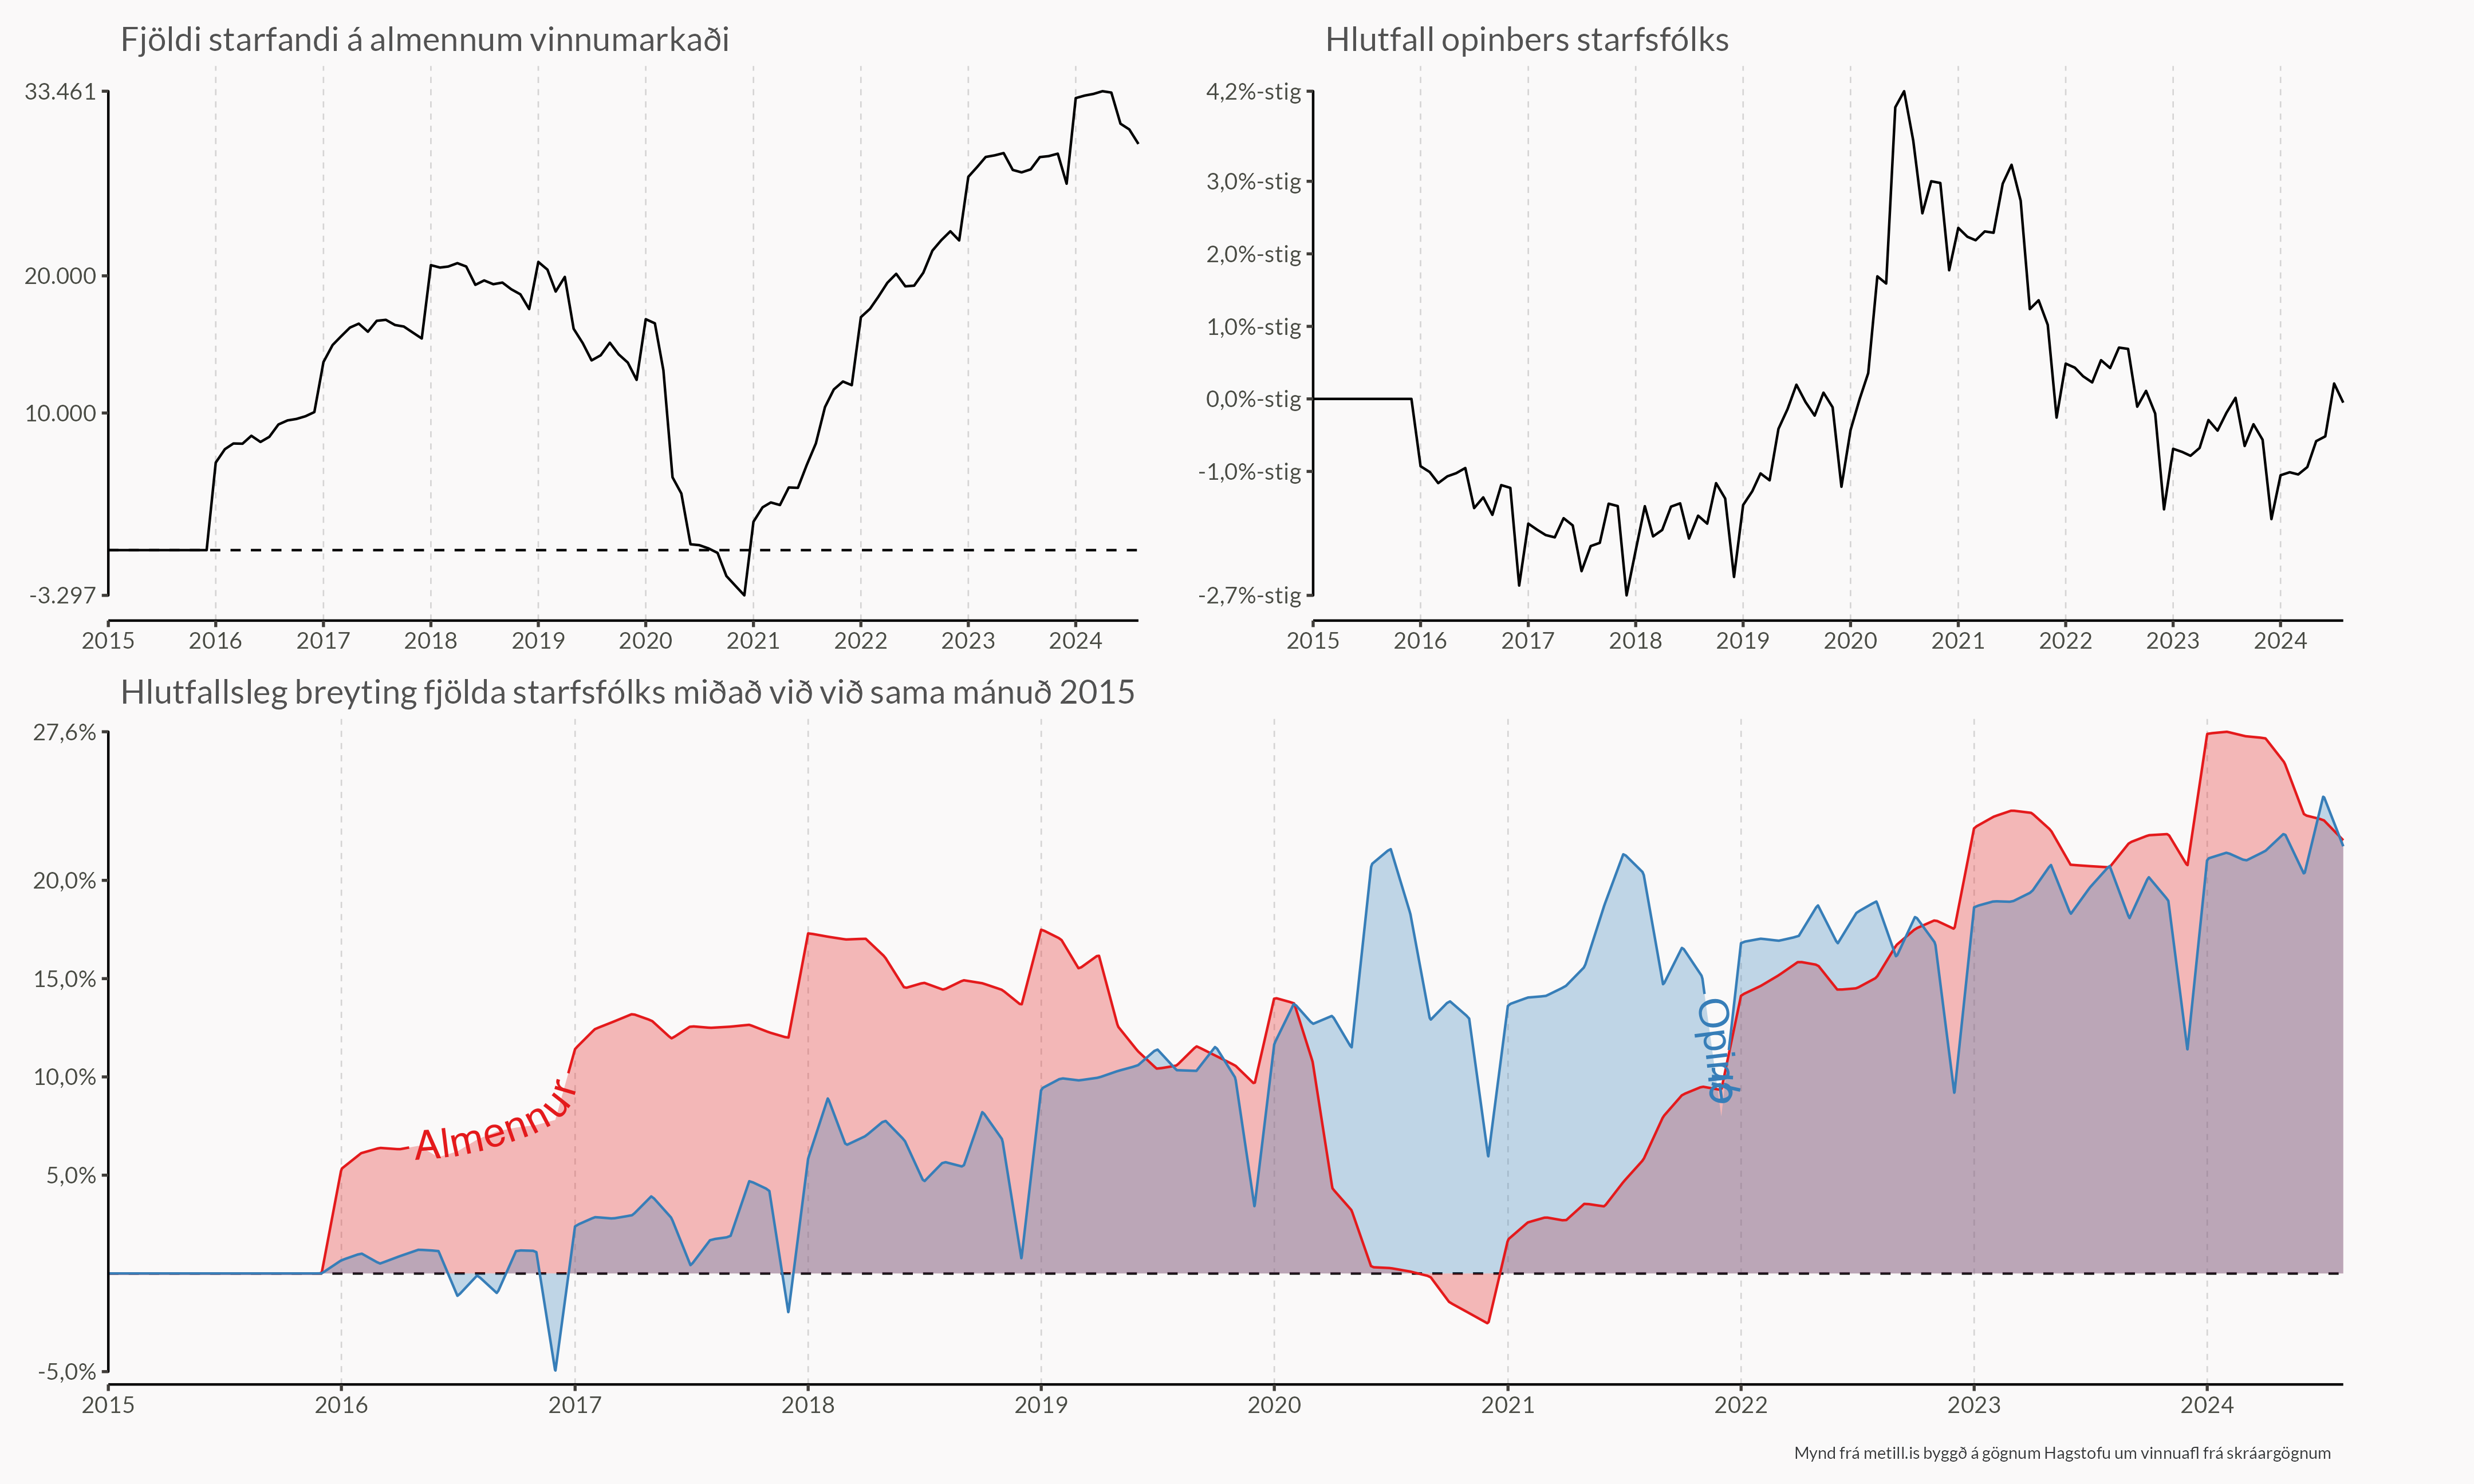 Fjöldi starfandi á almennum vinnumarkaði
33.461
20.000
10.000
-3.297
2015 2016 2017 2018 2019 2020 2021 2022 2023 2024
Hlutfall opinbers starfsfólks
4,2%-stig
3,0%-stig
2,0%-stig
1,0%-stig
0,0%-stig
-1,0%-stig
-2,7%-stig
2015 2016 2017 2018 2019 2020 2021 2022 2023 2024
Hlutfallsleg breyting fjölda starfsfólks miðað við við sama mánuð 2015
27,6%
20,0%
15,0%
10,0%
5,0%
-5,0%
Almennur
2015 2016 2017 2018 2019 2020 2021 2022 2023 2024
Mynd frá metill.is byggð á gögnum Hagstofu um vinnuafl frá skráargögnum